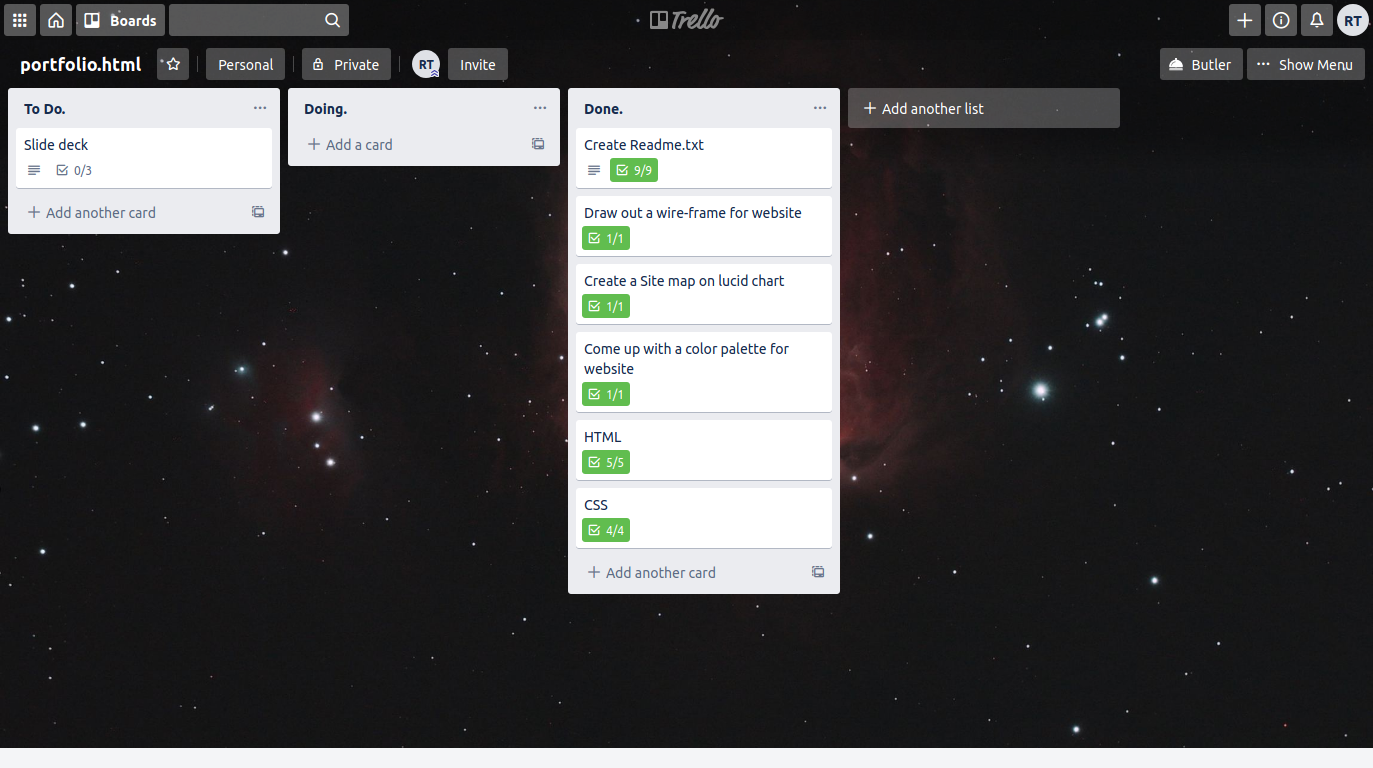 Boards
Trello
RT
portfolio.html
Personal
Private
RT
Invite
Butler
Show Menu
To Do.
Slide deck
0/3
Add another card
Doing.
Add a card
Done.
Create Readme.txt
9/9
Draw out a wire-frame for website
1/1
Create a Site map on lucid chart
1/1
Come up with a color palette for
website
1/1
HTML
5/5
CSS
4/4
Add another card
Add another list